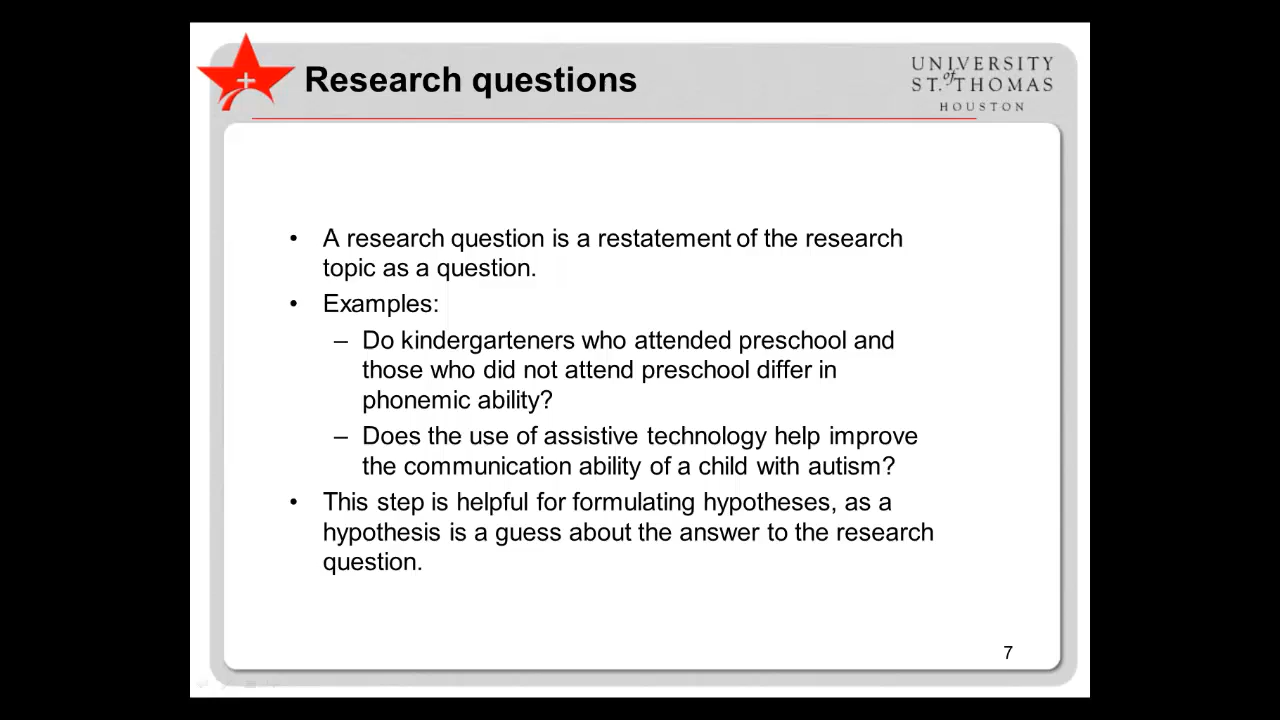 Research questions
UNIVERSITY
of
ST. THOMAS
HOUSTON
• A research question is a restatement of the research
topic as a question.
• Examples:
– Do kindergarteners who attended preschool and
those who did not attend preschool differ in
phonemic ability?
– Does the use of assistive technology help improve
the communication ability of a child with autism?
• This step is helpful for formulating hypotheses, as a
hypothesis is a guess about the answer to the research
question.
7